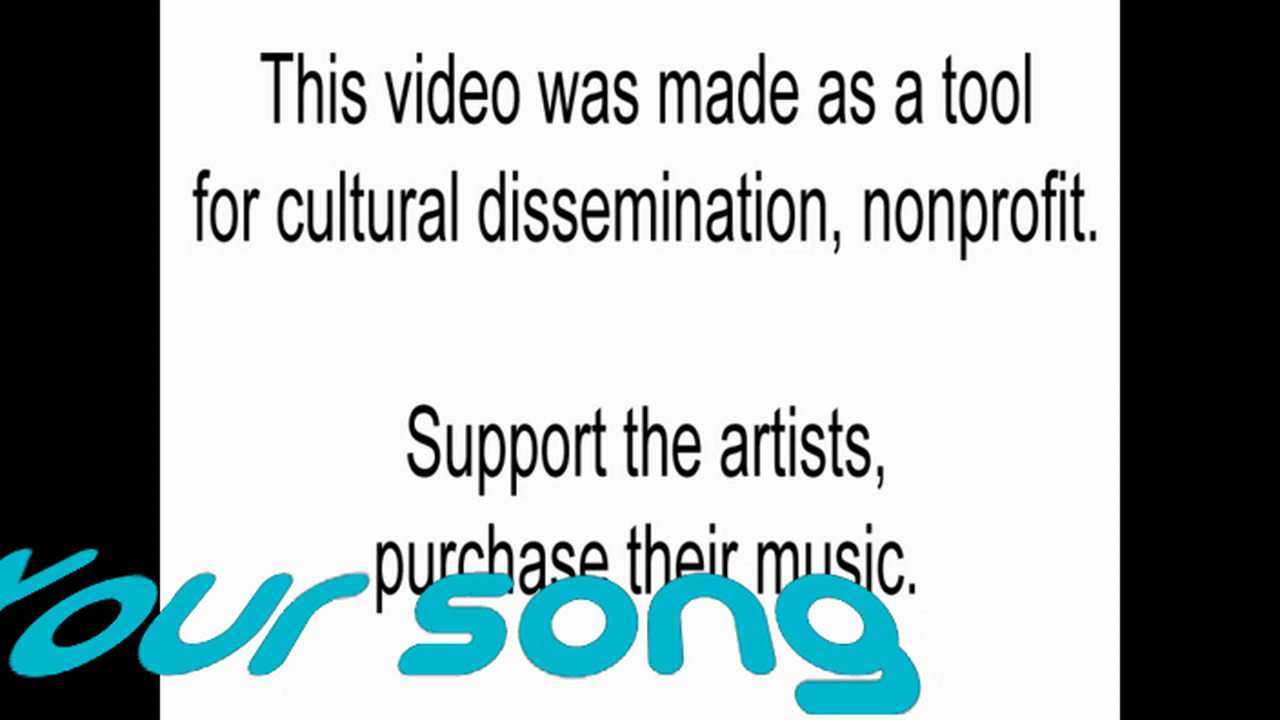 This video was made as a tool
for cultural dissemination, nonprofit.
Support the artists,
purchase their music.
Your song